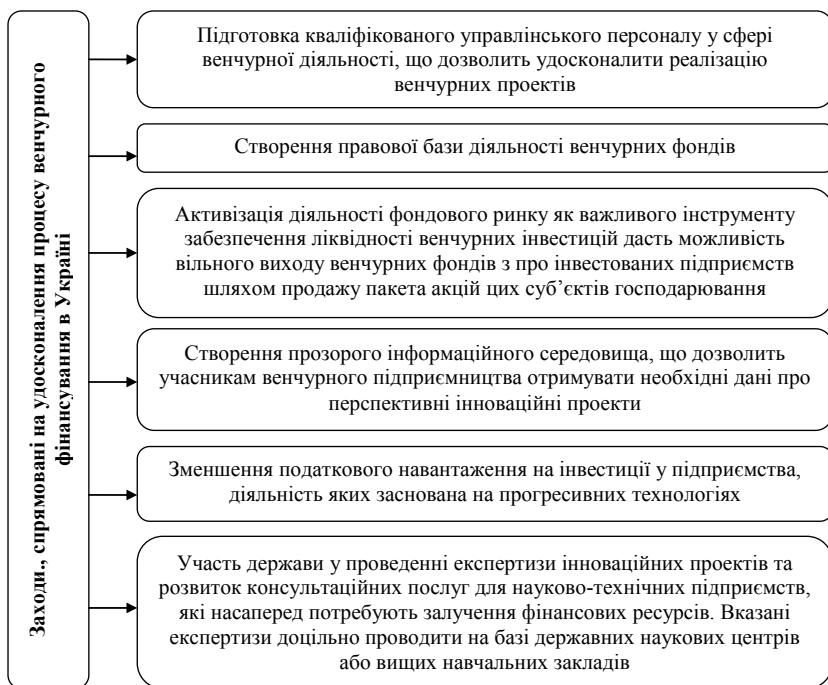 Заходи., спрямовані на удосконалення процесу венчурного
фінансування в Україні
Підготовка кваліфікованого управлінського персоналу у сфері
венчурної діяльності, що дозволить удосконалити реалізацію
венчурних проектів
Створення правової бази діяльності венчурних фондів
Активізація діяльності фондового ринку як важливого інструменту
забезпечення ліквідності венчурних інвестицій дасть можливість
вільного виходу венчурних фондів з про інвестованих підприємств
шляхом продажу пакета акцій цих суб’єктів господарювання
Створення прозорого інформаційного середовища, що дозволить
учасникам венчурного підприємництва отримувати необхідні дані про
перспективні інноваційні проекти
Зменшення податкового навантаження на інвестиції у підприємства,
діяльність яких заснована на прогресивних технологіях
Участь держави у проведенні експертизи інноваційних проектів та
розвиток консультаційних послуг для науково-технічних підприємств,
які насаперед потребують залучення фінансових ресурсів. Вказані
експертизи доцільно проводити на базі державних наукових центрів
або вищих навчальних закладів